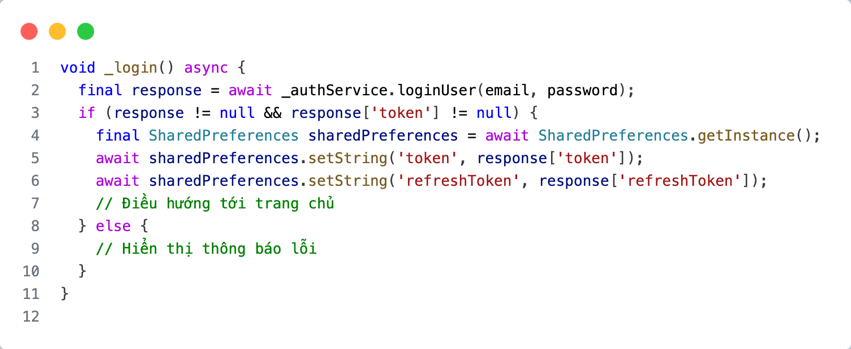 1 void _login() async {
2 final response = await _authService.loginUser(email, password);
3 if (response != null && response['token'] != null) {
4 final SharedPreferences sharedPreferences = await SharedPreferences.getInstance();
5 await sharedPreferences.setString('token', response['token']);
6 await sharedPreferences.setString('refreshToken', response['refreshToken']);
7 // Điều hướng tới trang chủ
8 } else {
9 // Hiển thị thông báo lỗi
10 }
11 }
12